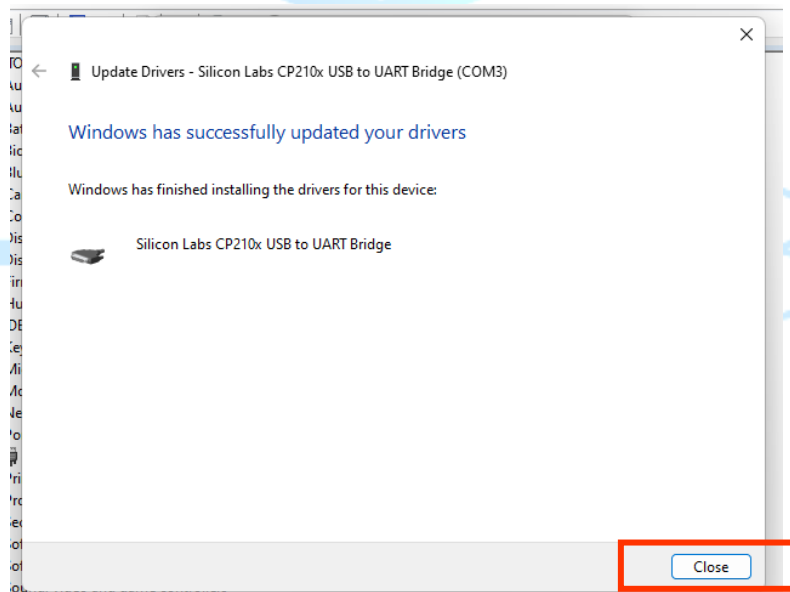 Update Drivers - Silicon Labs CP210x USB to UART Bridge (COM3)
Windows has successfully updated your drivers
Windows has finished installing the drivers for this device:
Silicon Labs CP210x USB to UART Bridge
Close